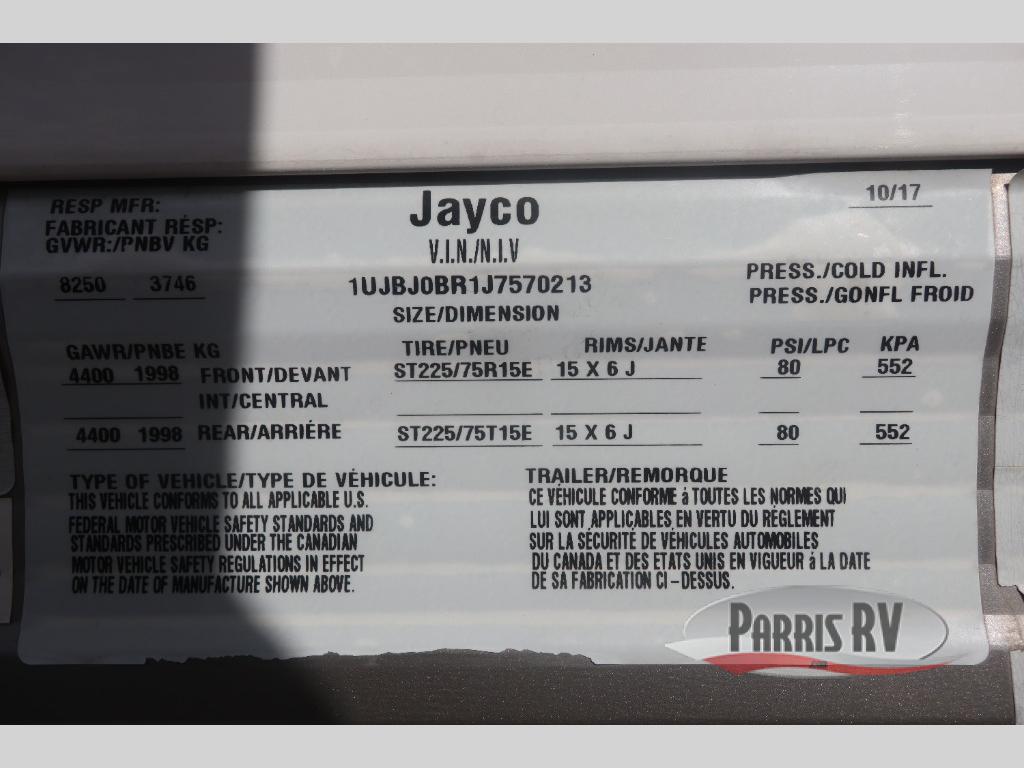 RESP MFR:
Jayco
10/17
FABRICANT RÉSP:
GVWR:/PNBV KG
V.I.N./N.I.V
8250 3746
1UJBJ0BR1J7570213
PRESS./COLD INFL.
PRESS./GONFL FROID
SIZE/DIMENSION
GAWR/PNBE KG TIRE/PNEU RIMS/JANTE PSI/LPC KPA
4400 1998 FRONT/DEVANT ST225/75R15E 15 X 6 J 80 552
INT/CENTRAL
4400 1998 REAR/ARRIÉRE ST225/75T15E 15 X 6 J 80 552
TYPE OF VEHICLE/TYPE DE VÉHICULE: TRAILER/REMORQUE
THIS VEHICLE CONFORMS TO ALL APPLICABLE U.S.
FEDERAL MOTOR VEHICLE SAFETY STANDARDS AND
STANDARDS PRESCRIBED UNDER THE CANADIAN
MOTOR VEHICLE SAFETY REGULATIONS IN EFFECT
ON THE DATE OF MANUFACTURE SHOWN ABOVE.
CE VÉHICULE CONFORME á TOUTES LES NORMES QUI
LUI SONT APPLICABLES EN VERTU DU RÉGLEMENT
SUR LA SÉCURITÉ DE VÉHICULES AUTOMOBILES
DU CANADA ET DES ETATS UNIS EN VIGUEUR á LA DATE
DE SA FABRICATION CI-DESSUS.
PARRIS RV